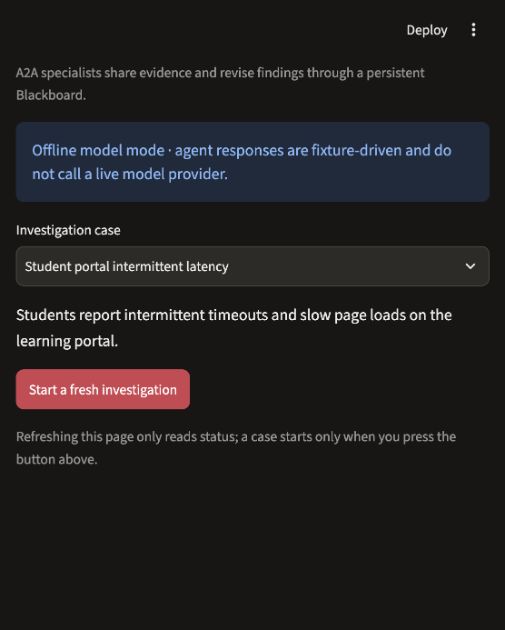 Deploy
A2A specialists share evidence and revise findings through a persistent
Blackboard.
Offline model mode · agent responses are fixture-driven and do
not call a live model provider.
Investigation case
Student portal intermittent latency
Students report intermittent timeouts and slow page loads on the
learning portal.
Start a fresh investigation
Refreshing this page only reads status; a case starts only when you press the
button above.